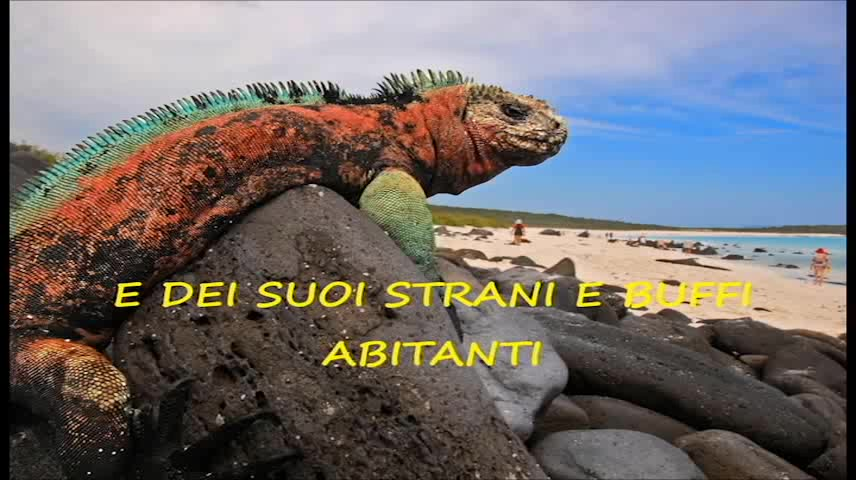 E DEI SUOI STRANI E BUFFI
ABITANTI